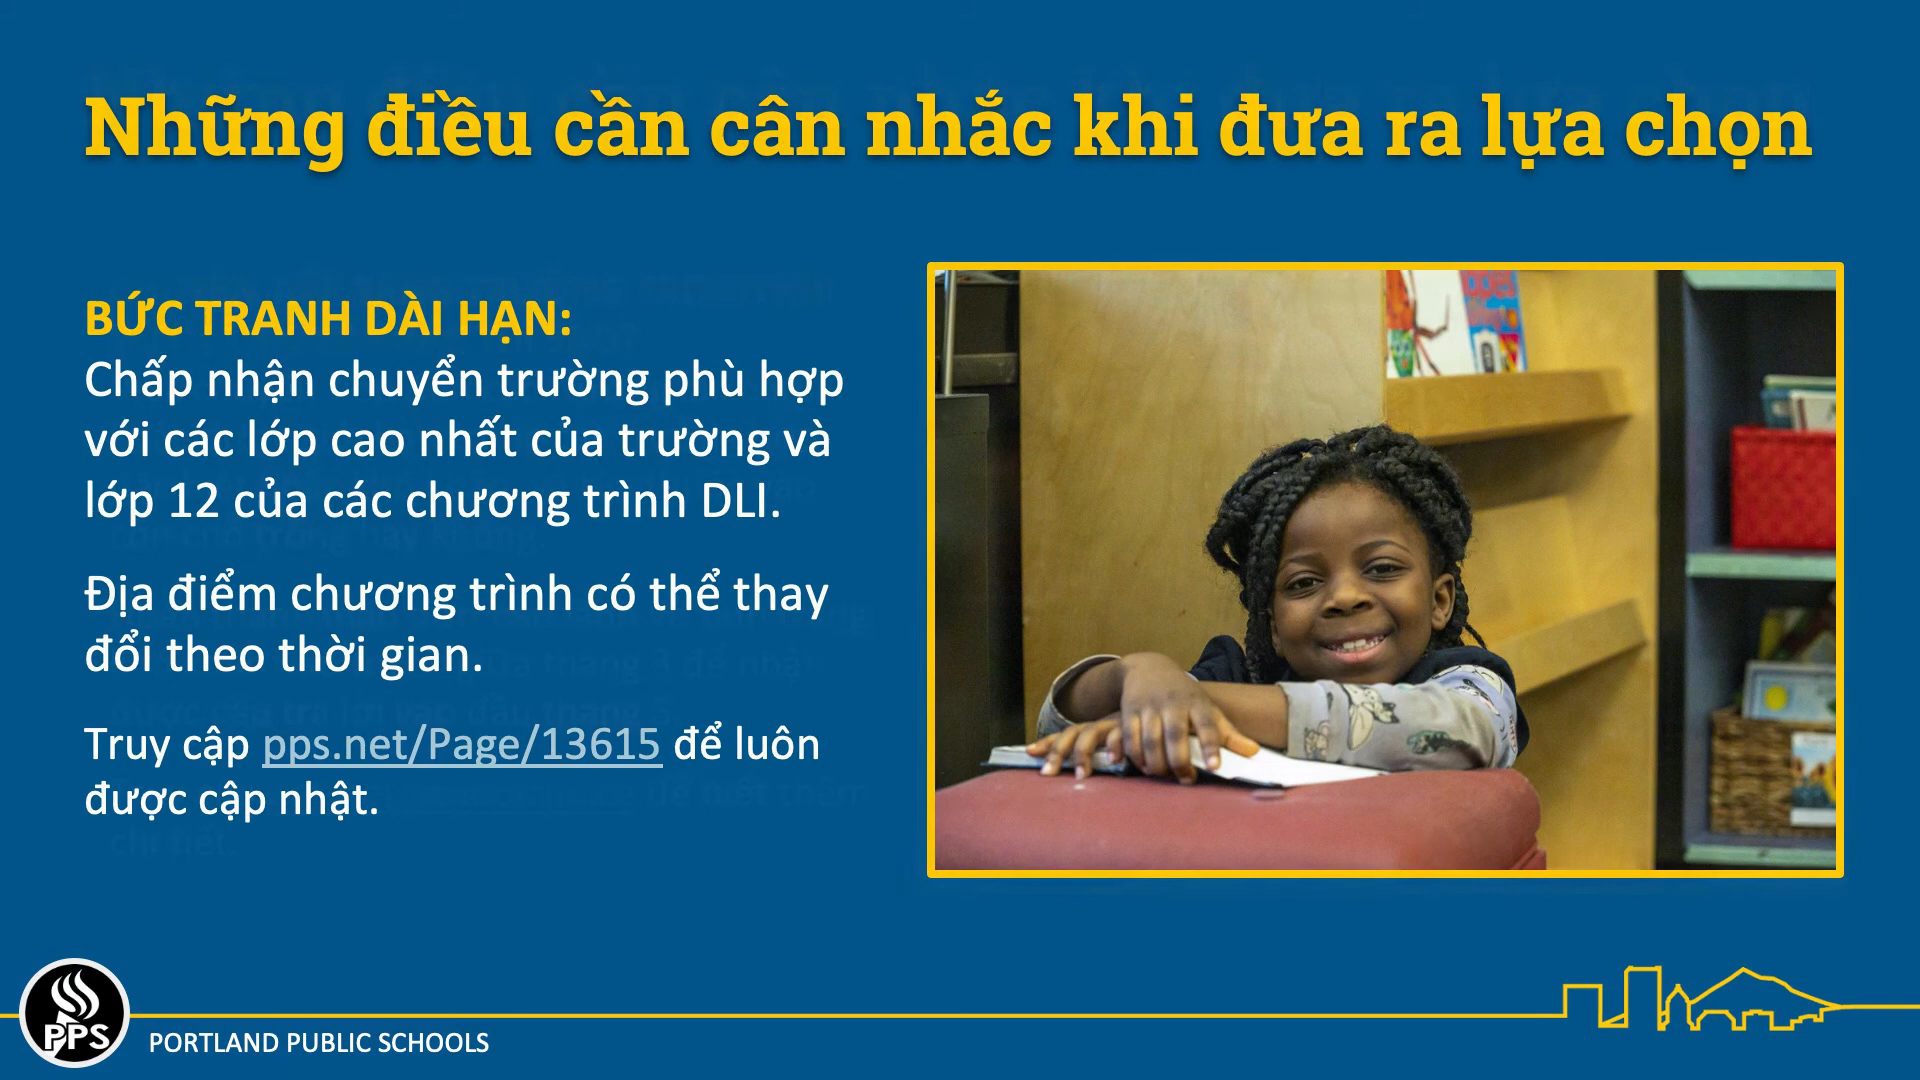 Những điều cần cân nhắc khi đưa ra lựa chọn
BỨC TRANH DÀI HẠN:
Chấp nhận chuyển trường phù hợp
với các lớp cao nhất của trường và
lớp 12 của các chương trình DLI.
Địa điểm chương trình có thể thay
đổi theo thời gian.
Truy cập pps.net/Page/13615 để luôn
được cập nhật.
PPS
PORTLAND PUBLIC SCHOOLS